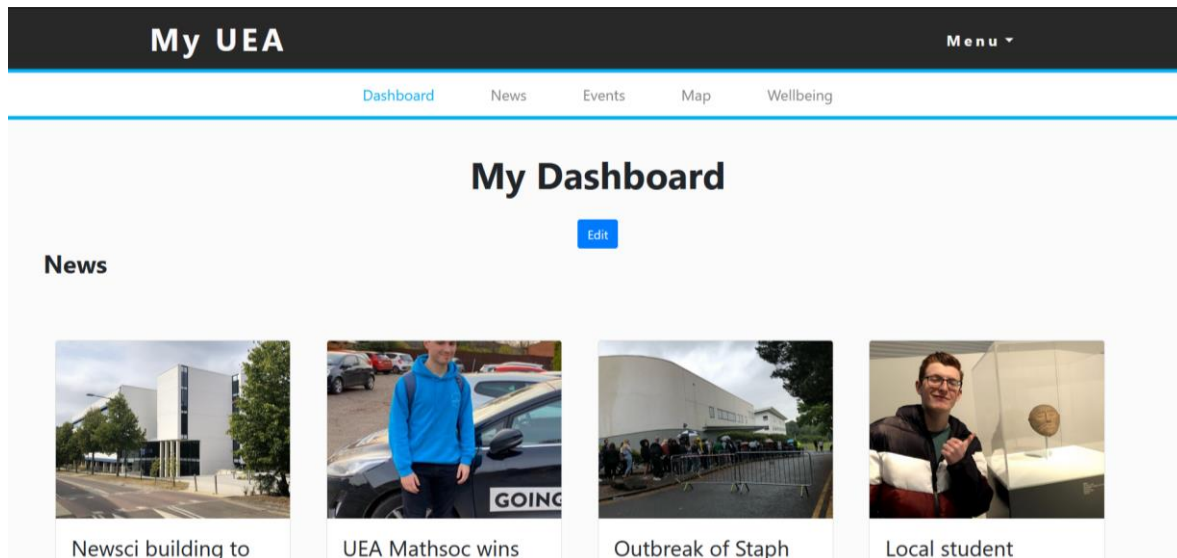 My UEA
Menu
Dashboard News Events Map Wellbeing
My Dashboard
Edit
News
GOING
Newsci building to
UEA Mathsoc wins
Outbreak of Staph
Local student